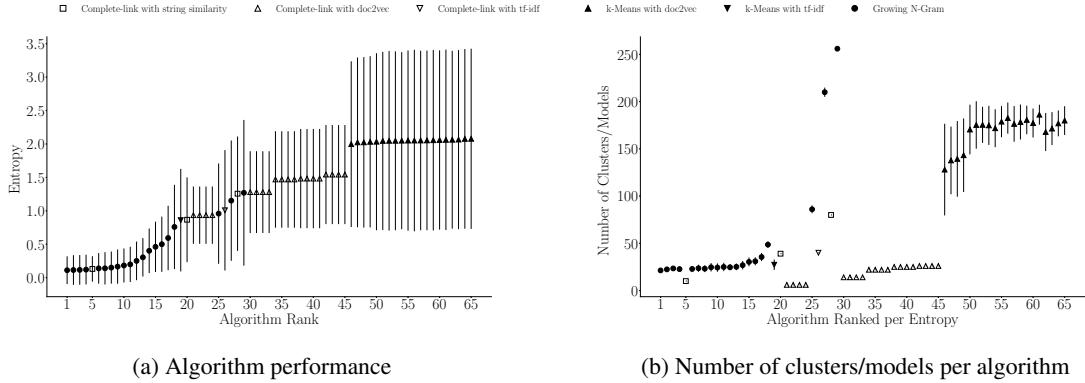 Complete-link with string similarity
Complete-link with doc2vec
Complete-link with tf-idf
k-Means with doc2vec
k-Means with tf-idf
Growing N-Gram
3.5
3.0
2.5
2.0
1.5
1.0
0.5
0.0
Entropy
1 5 10 15 20 25 30 35 40 45 50 55 60 65
Algorithm Rank
250
200
150
100
50
0
Number of Clusters/Models
1 5 10 15 20 25 30 35 40 45 50 55 60 65
Algorithm Ranked per Entropy
(a) Algorithm performance
(b) Number of clusters/models per algorithm